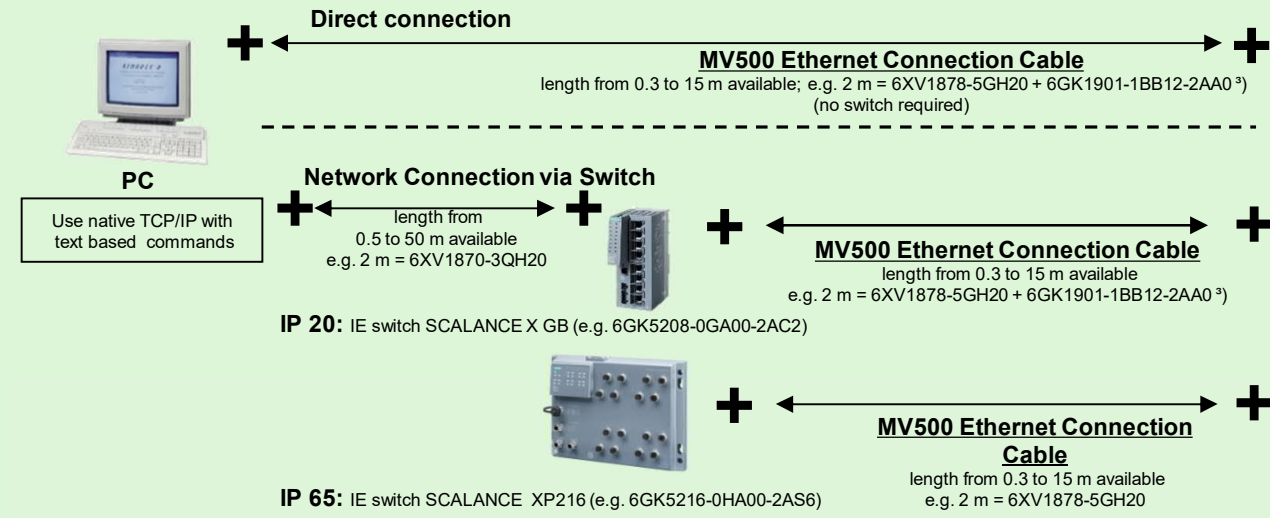 Direct connection
MV500 Ethernet Connection Cable
length from 0.3 to 15 m available; e.g. 2 m = 6XV1878-5GH20 + 6GK1901-1BB12-2AA0 ³)
(no switch required)
PC
Use native TCP/IP with
text based commands
Network Connection via Switch
length from
0.5 to 50 m available
e.g. 2 m = 6XV1870-3QH20
MV500 Ethernet Connection Cable
length from 0.3 to 15 m available
e.g. 2 m = 6XV1878-5GH20 + 6GK1901-1BB12-2AA0 ³)
IP 20: IE switch SCALANCE X GB (e.g. 6GK5208-0GA00-2AC2)
MV500 Ethernet Connection
Cable
length from 0.3 to 15 m available
e.g. 2 m = 6XV1878-5GH20
IP 65: IE switch SCALANCE XP216 (e.g. 6GK5216-0HA00-2AS6)